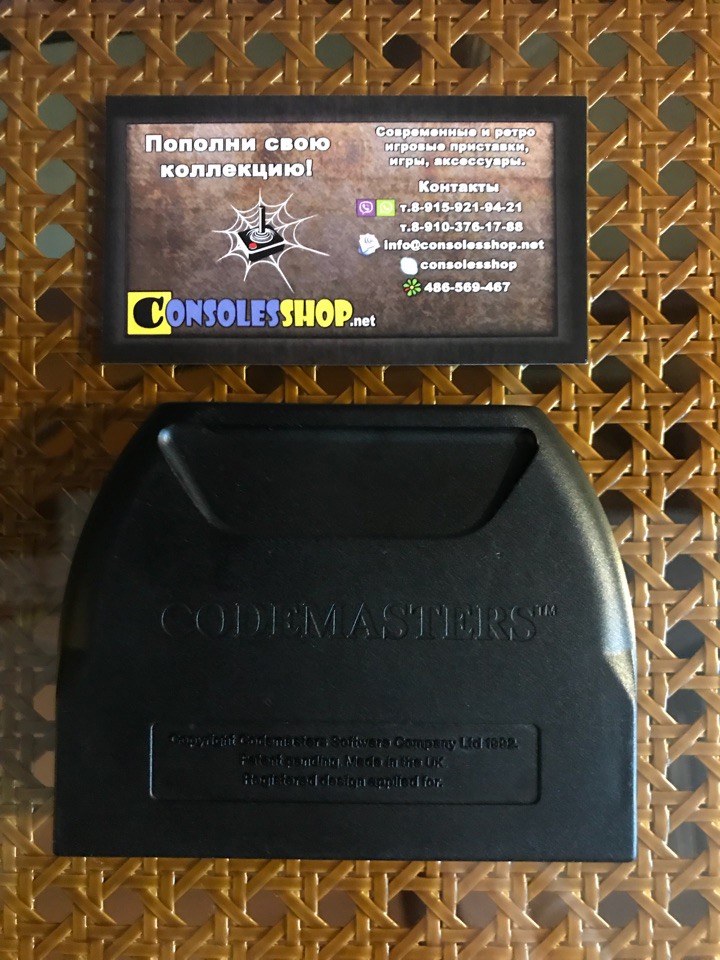 Пополни свою
коллекцию!
CONSOLESSHOP.net
Современные и ретро
игровые приставки,
игры, аксессуары.
Контакты
т.8-915-921-94-21
т.8-910-376-17-88
info@consolesshop.net
consolesshop
486-569-467
CODEMASTERS™
Copyright Codemasters Software Company Ltd 1992.
Patent pending. Made in the UK
Registered design applied for.